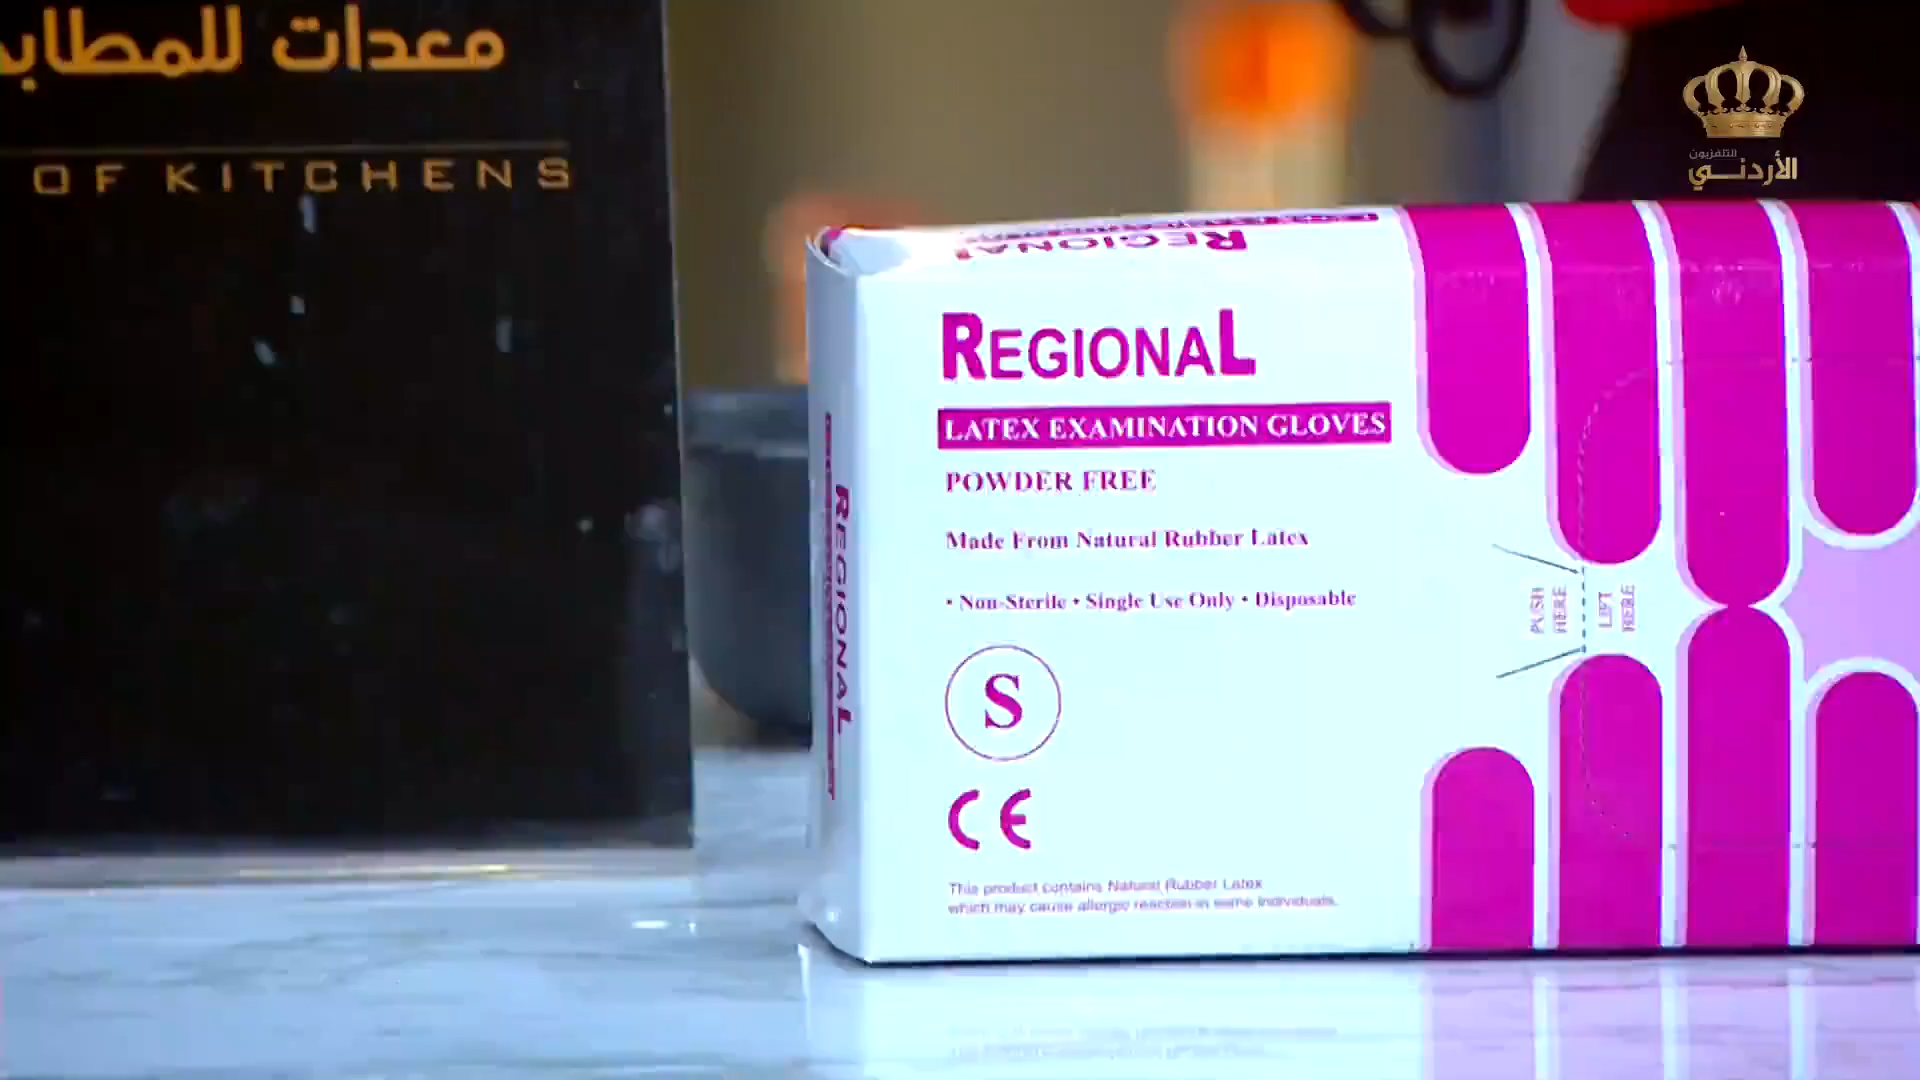 معدات للمطابخ
OF KITCHENS
التلفزيون
الأردنـي
REGIONAL
REGIONAL
LATEX EXAMINATION GLOVES
POWDER FREE
Made From Natural Rubber Latex
• Non-Sterile • Single Use Only • Disposable
PUSH
HERE
LIFT
HERE
S
CE
This product contains Natural Rubber Latex
which may cause allergic reaction in some individuals.
REGIONAL